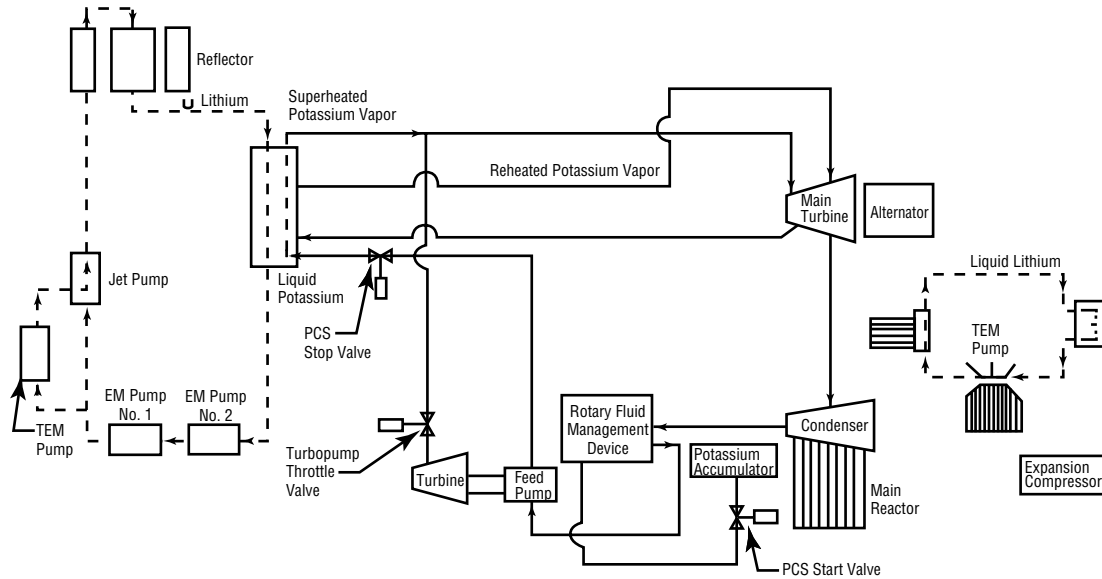 Reflector
Lithium
Superheated
Potassium Vapor
Reheated Potassium Vapor
Main
Turbine
Alternator
Jet Pump
Liquid
Potassium
PCS
Stop Valve
Liquid Lithium
TEM
Pump
EM Pump
No. 1
EM Pump
No. 2
TEM
Pump
Turbopump
Throttle
Valve
Turbine
Feed
Pump
Rotary Fluid
Management
Device
Potassium
Accumulator
Condenser
Main
Reactor
Expansion
Compressor
PCS Start Valve